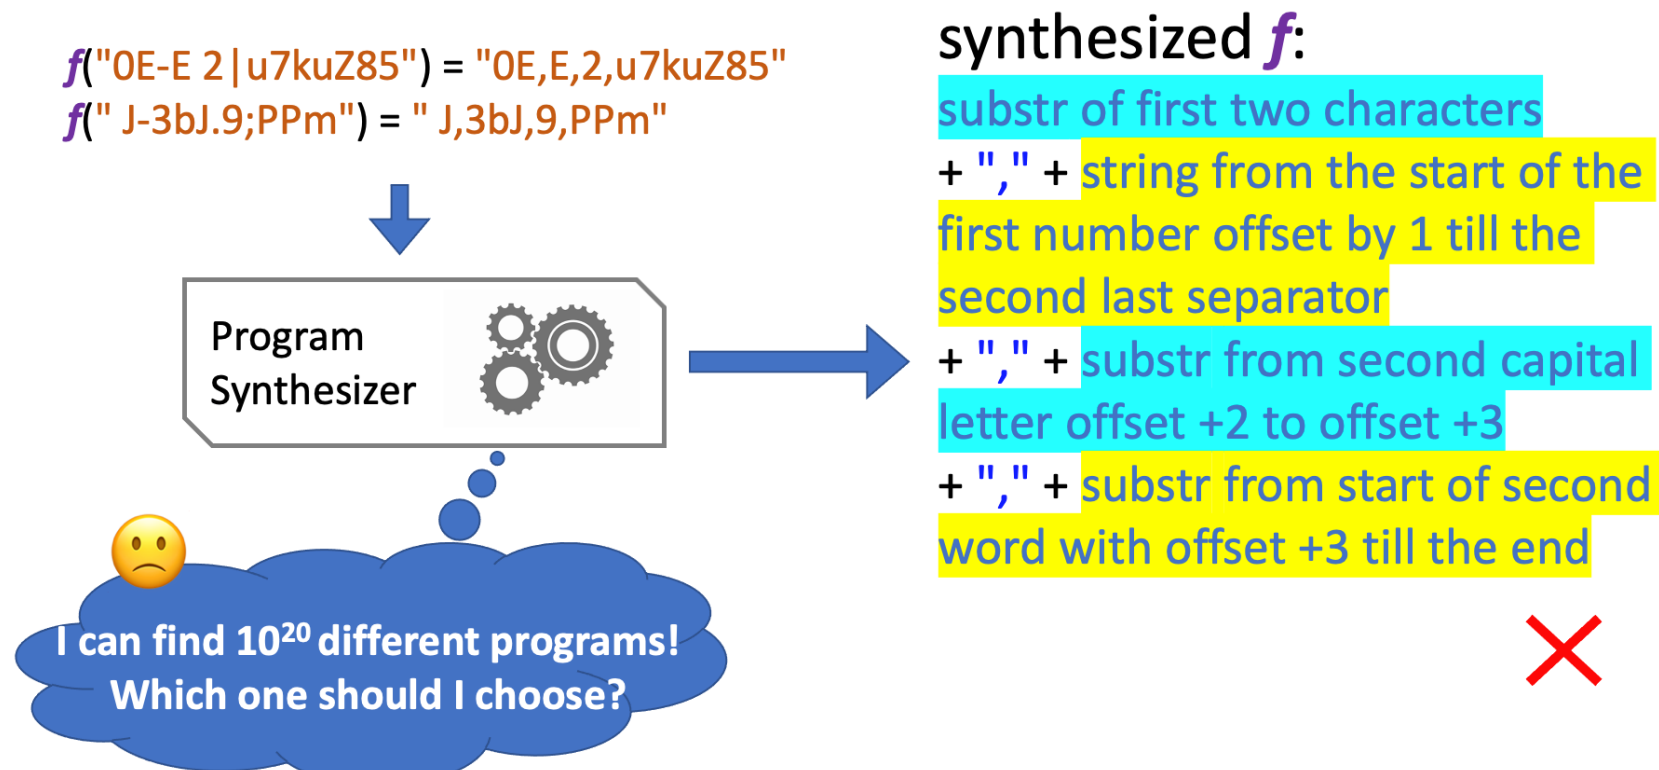 f("0E-E 2|u7kuZ85") = "0E,E,2,u7kuZ85"
f(" J-3bJ.9;PPm") = " J,3bJ,9,PPm"
Program
Synthesizer
I can find 10²⁰ different programs!
Which one should I choose?
synthesized f:
substr of first two characters
+ "," + string from the start of the
first number offset by 1 till the
second last separator
+ "," + substr from second capital
letter offset +2 to offset +3
+ "," + substr from start of second
word with offset +3 till the end